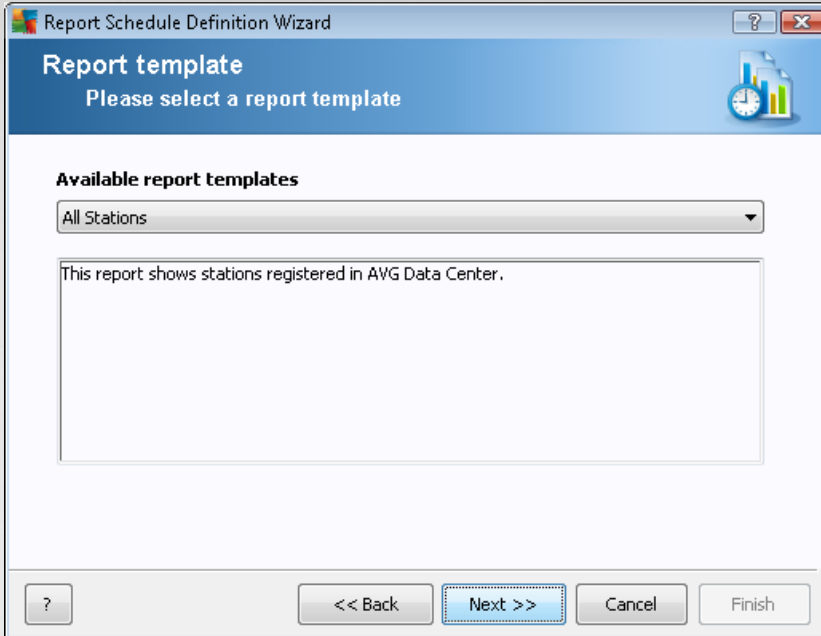 Report Schedule Definition Wizard
?
Report template
Please select a report template
Available report templates
All Stations
This report shows stations registered in AVG Data Center.
?
<< Back
Next >>
Cancel
Finish